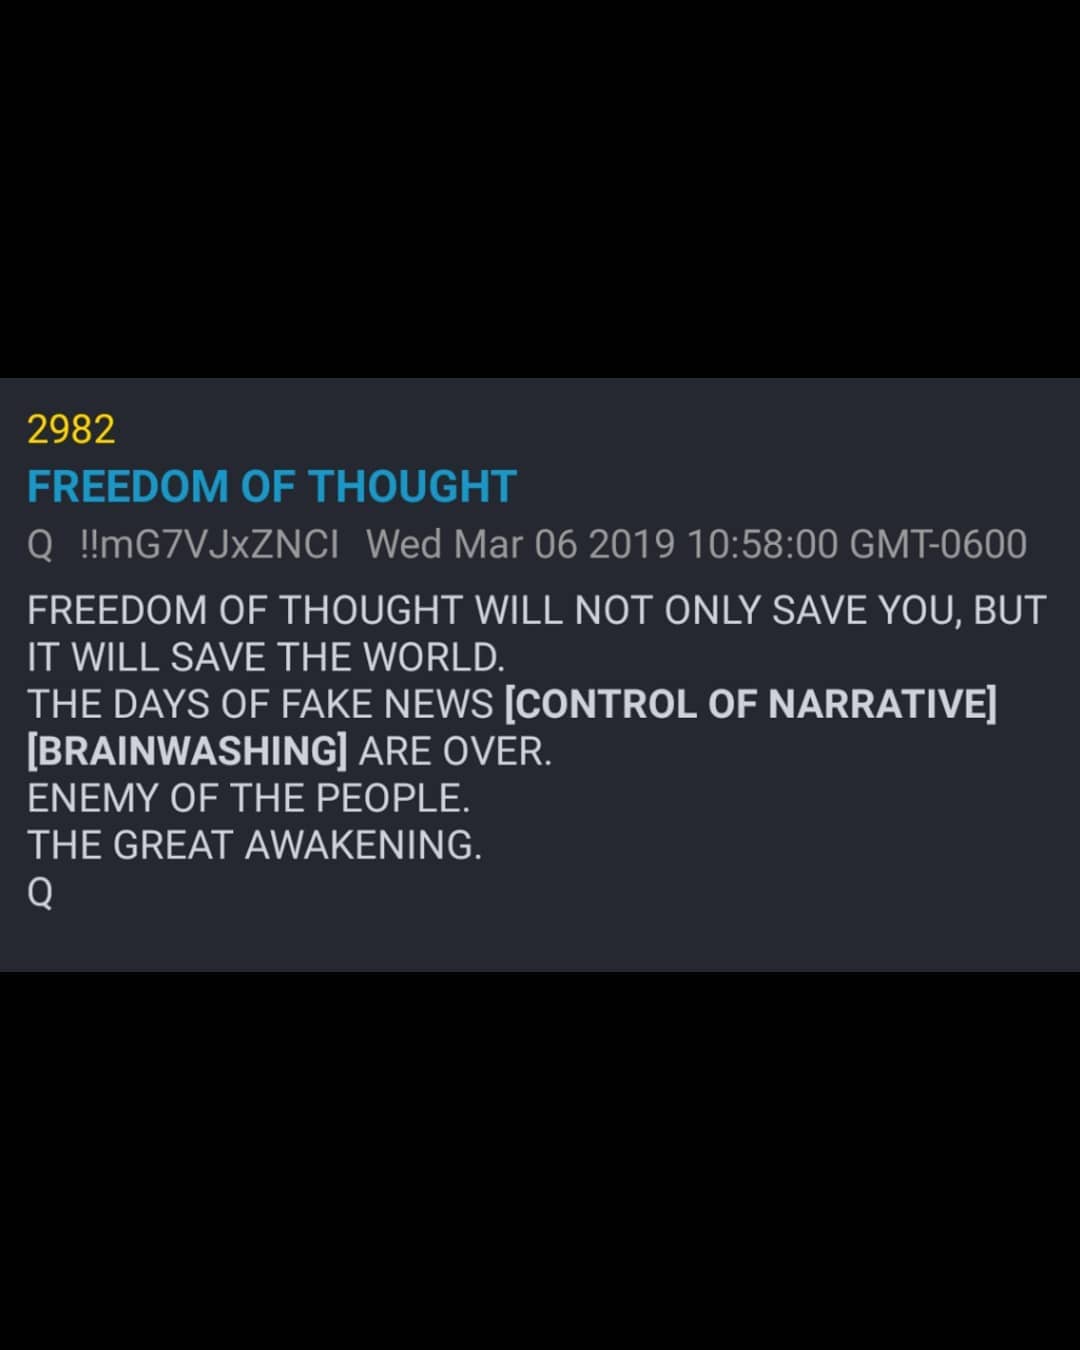 2982
FREEDOM OF THOUGHT
Q !!mG7VJxZNCI Wed Mar 06 2019 10:58:00 GMT-0600
FREEDOM OF THOUGHT WILL NOT ONLY SAVE YOU, BUT
IT WILL SAVE THE WORLD.
THE DAYS OF FAKE NEWS [CONTROL OF NARRATIVE]
[BRAINWASHING] ARE OVER.
ENEMY OF THE PEOPLE.
THE GREAT AWAKENING.
Q